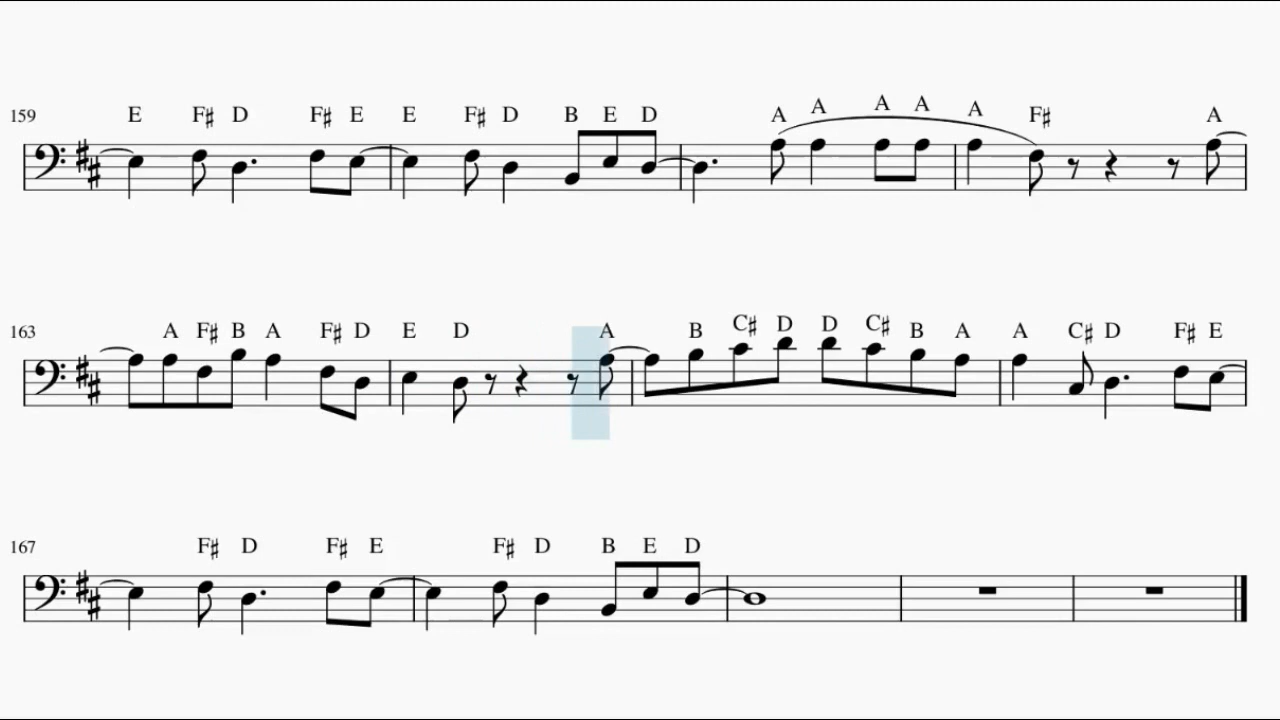 159 E F♯ D F♯ E E F♯ D B E D A A A A A F♯ A
163 A F♯ B A F♯ D E D A B C♯ D D C♯ B A A C♯ D F♯ E
167 F♯ D F♯ E F♯ D B E D